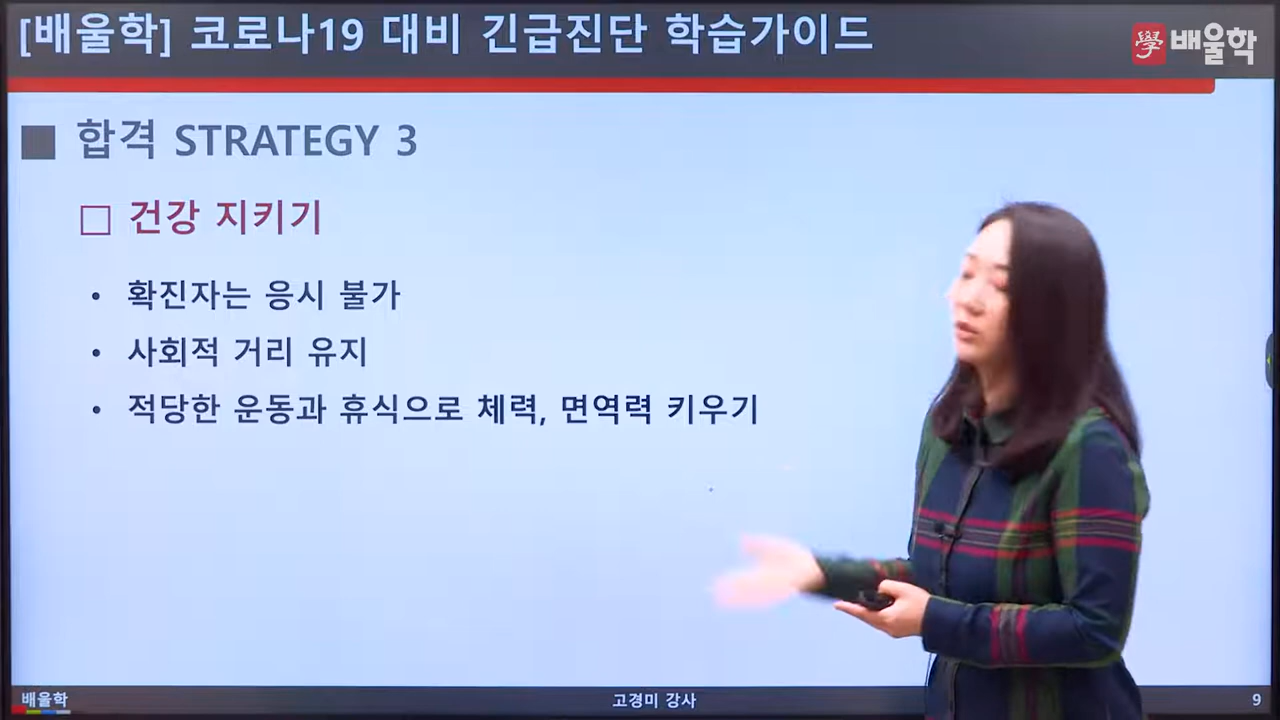 [배울학] 코로나19 대비 긴급진단 학습가이드
學 배울학
합격 STRATEGY 3
건강 지키기
• 확진자는 응시 불가
• 사회적 거리 유지
• 적당한 운동과 휴식으로 체력, 면역력 키우기
배울학
고경미 강사
9